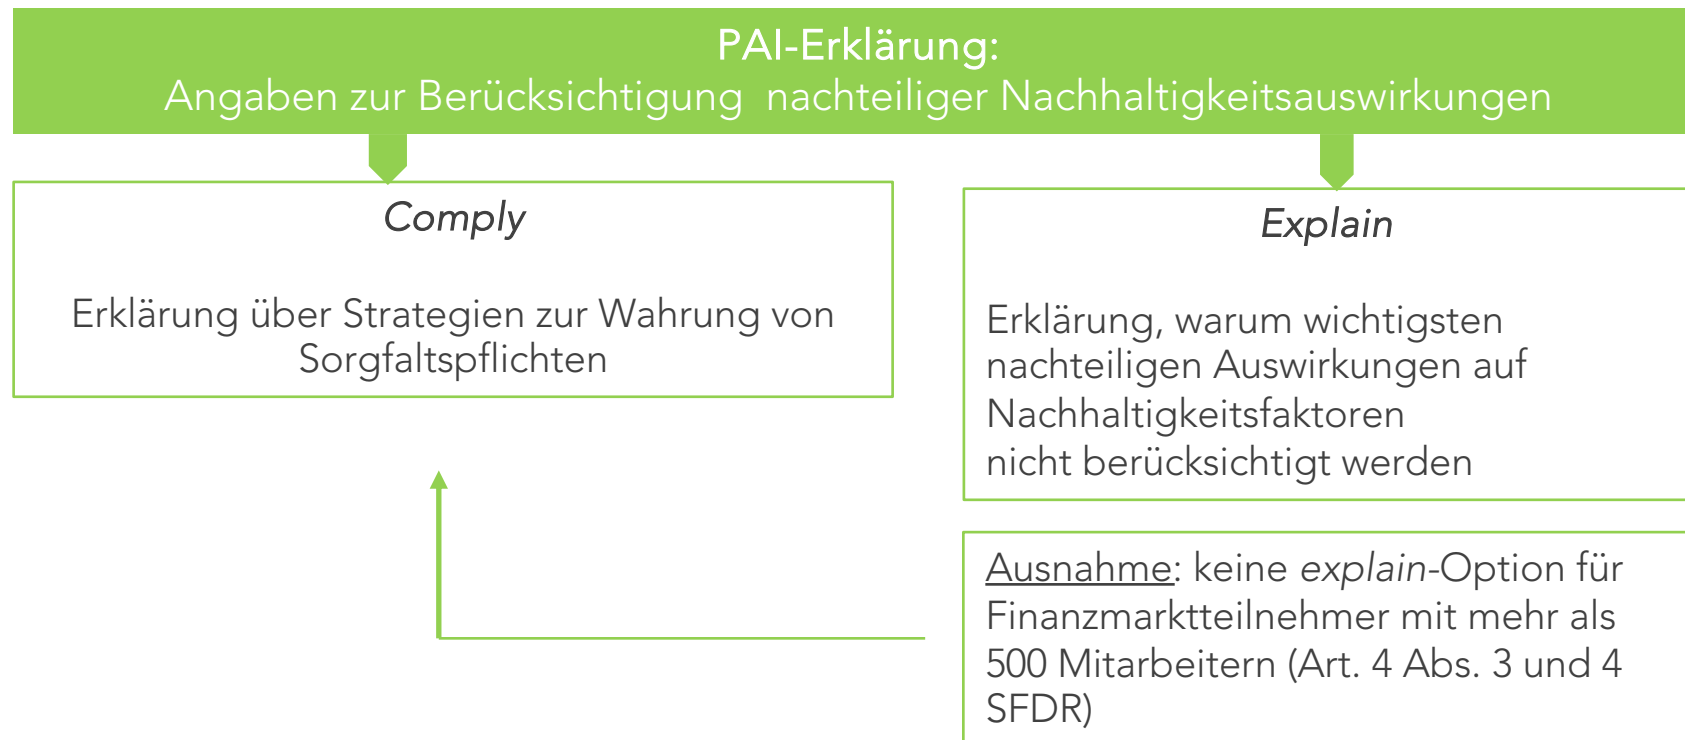 PAI-Erklärung:
Angaben zur Berücksichtigung nachteiliger Nachhaltigkeitsauswirkungen
Comply
Erklärung über Strategien zur Wahrung von
Sorgfaltspflichten
Explain
Erklärung, warum wichtigsten
nachteiligen Auswirkungen auf
Nachhaltigkeitsfaktoren
nicht berücksichtigt werden
Ausnahme: keine explain-Option für
Finanzmarktteilnehmer mit mehr als
500 Mitarbeitern (Art. 4 Abs. 3 und 4
SFDR)